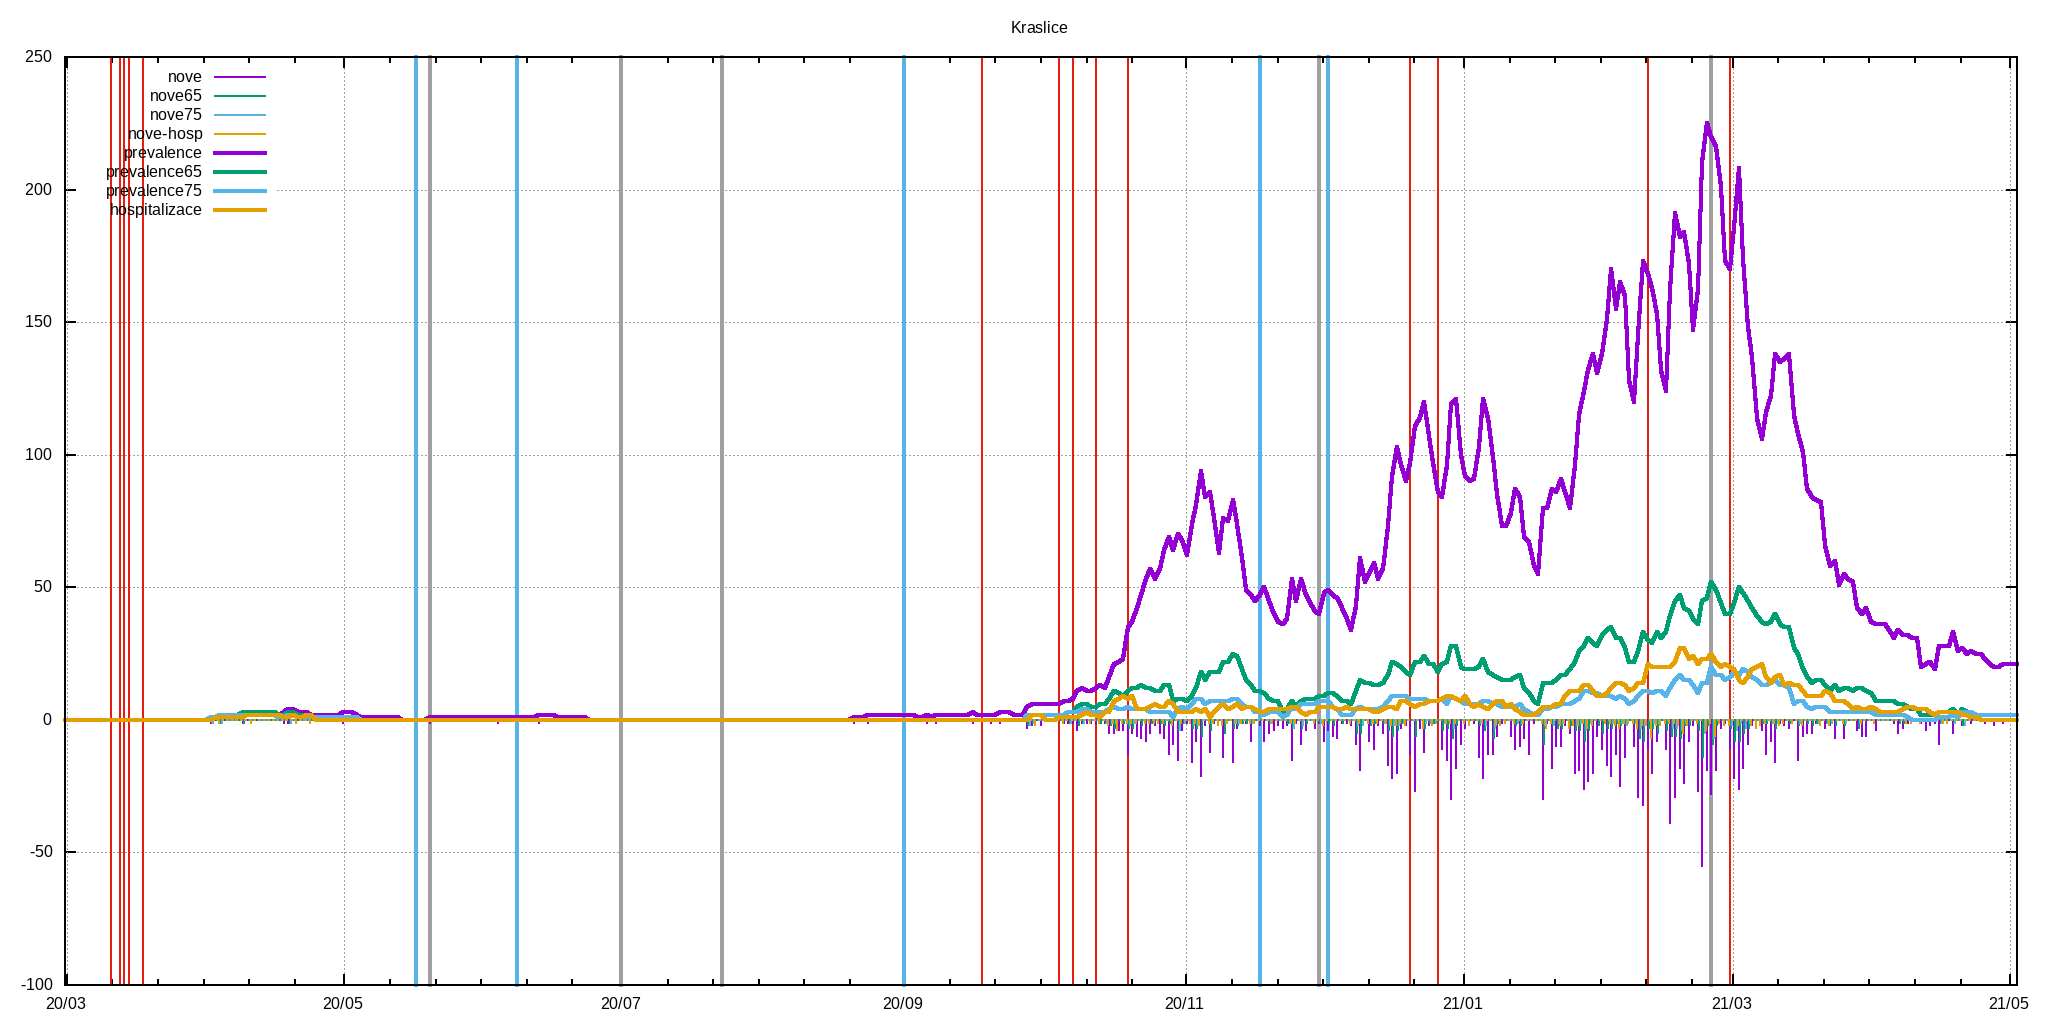 Kraslice
250
nove
nove65
nove75
nove-hosp
prevalence
prevalence65
200
prevalence75
hospitalizace
150
100
50
0
-50
-100
20/03 20/05 20/07 20/09 20/11 21/01 21/03 21/05